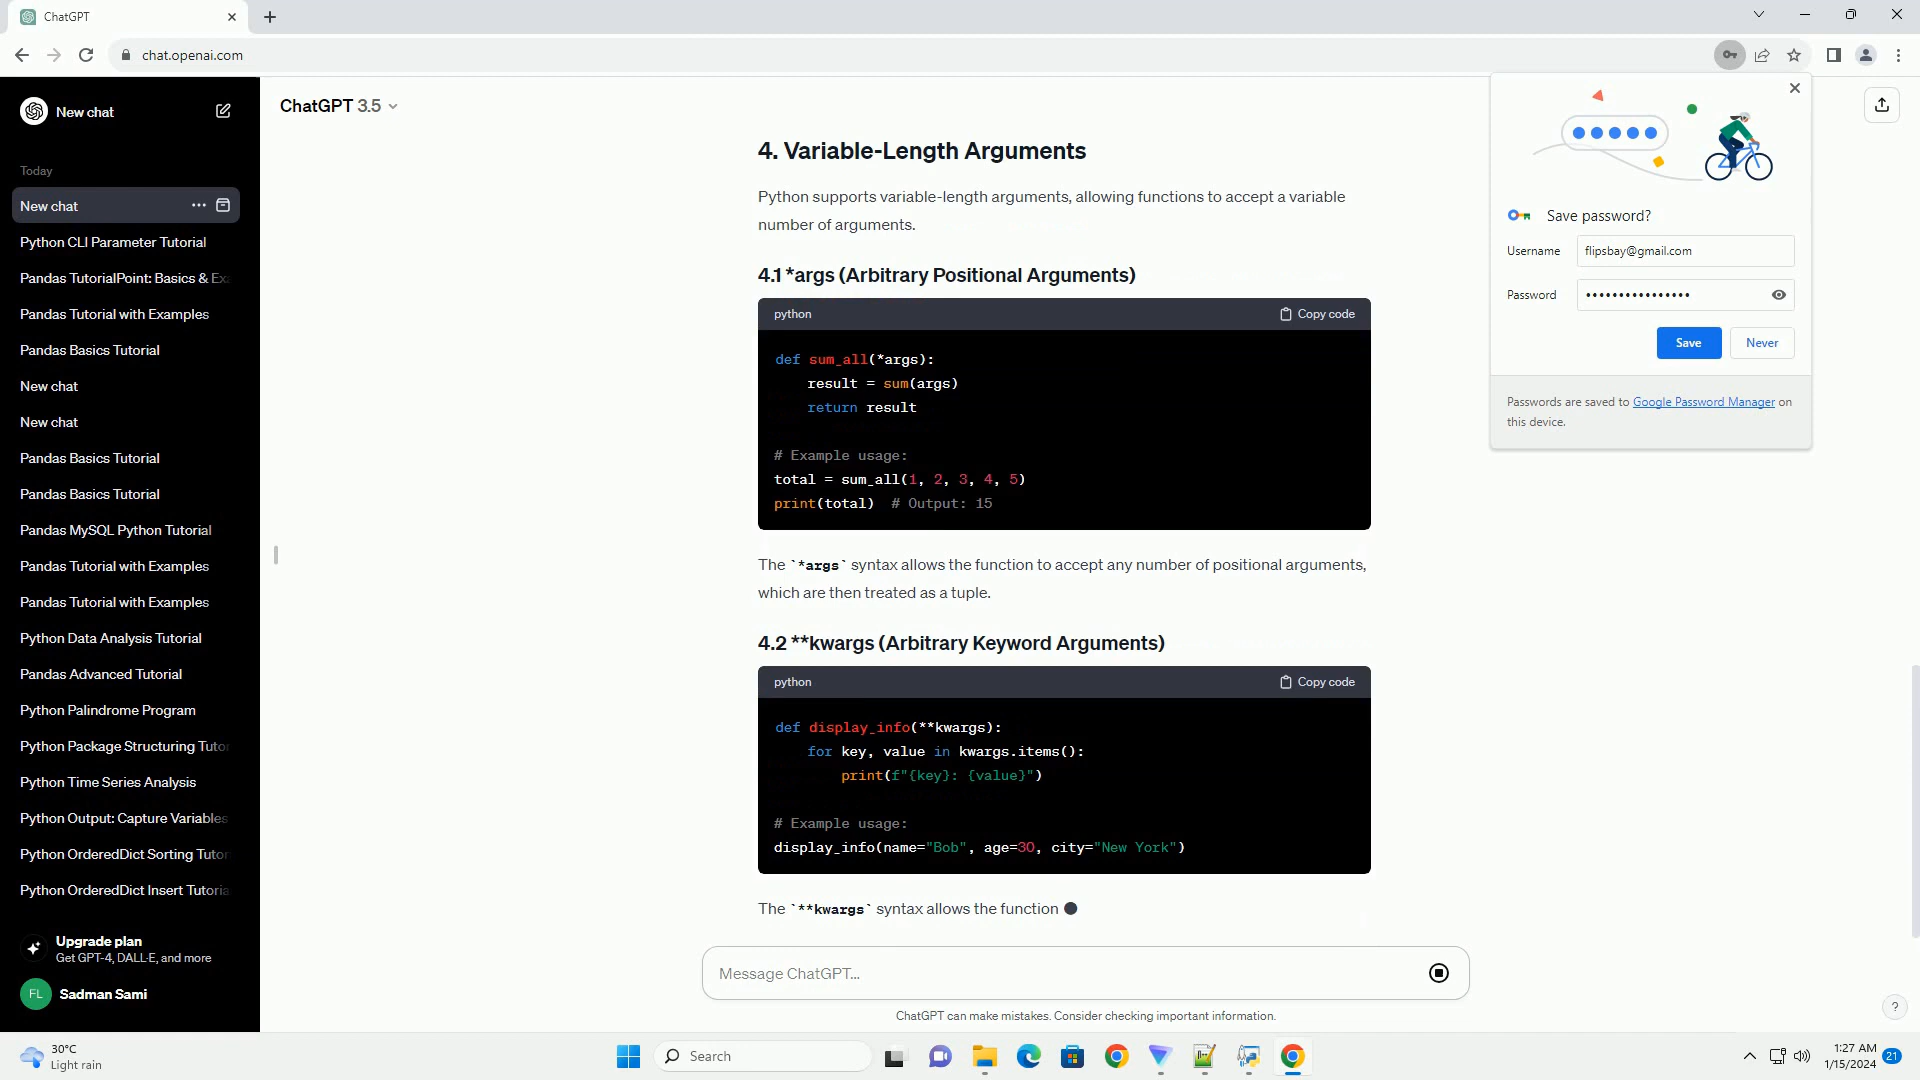 ChatGPT
chat.openai.com
New chat
Today
New chat
Python CLI Parameter Tutorial
Pandas TutorialPoint: Basics & Exa
Pandas Tutorial with Examples
Pandas Basics Tutorial
New chat
New chat
Pandas Basics Tutorial
Pandas Basics Tutorial
Pandas MySQL Python Tutorial
Pandas Tutorial with Examples
Pandas Tutorial with Examples
Python Data Analysis Tutorial
Pandas Advanced Tutorial
Python Palindrome Program
Python Package Structuring Tutor
Python Time Series Analysis
Python Output: Capture Variables
Python OrderedDict Sorting Tutor
Python OrderedDict Insert Tutoria
Upgrade plan
Get GPT-4, DALL·E, and more
FL Sadman Sami
ChatGPT 3.5
4. Variable-Length Arguments
Python supports variable-length arguments, allowing functions to accept a variable
number of arguments.
4.1 *args (Arbitrary Positional Arguments)
python Copy code
def sum_all(*args):
    result = sum(args)
    return result
# Example usage:
total = sum_all(1, 2, 3, 4, 5)
print(total)  # Output: 15
The `*args` syntax allows the function to accept any number of positional arguments,
which are then treated as a tuple.
4.2 **kwargs (Arbitrary Keyword Arguments)
python Copy code
def display_info(**kwargs):
    for key, value in kwargs.items():
        print(f"{key}: {value}")
# Example usage:
display_info(name="Bob", age=30, city="New York")
The `**kwargs` syntax allows the function
Message ChatGPT...
ChatGPT can make mistakes. Consider checking important information.
?
Save password?
Username flipsbay@gmail.com
Password ••••••••••••••••
Save Never
Passwords are saved to Google Password Manager on
this device.
30°C
Light rain
Search
1:27 AM
1/15/2024
21